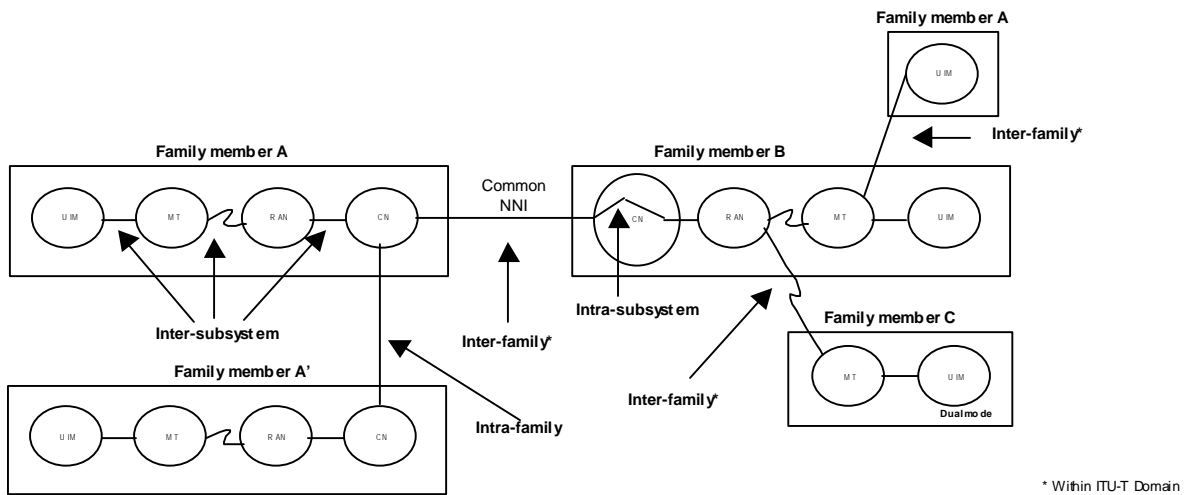 Family member A
UIM
Inter-family*
Family member A
Family member B
UIM
MT
RAN
CN
Common
NNI
CN
RAN
MT
UIM
Inter-subsystem
Inter-family*
Intra-subsystem
Family member C
MT
UIM
Dualmode
Inter-family*
Family member A’
UIM
MT
RAN
CN
Intra-family
* Within ITU-T Domain